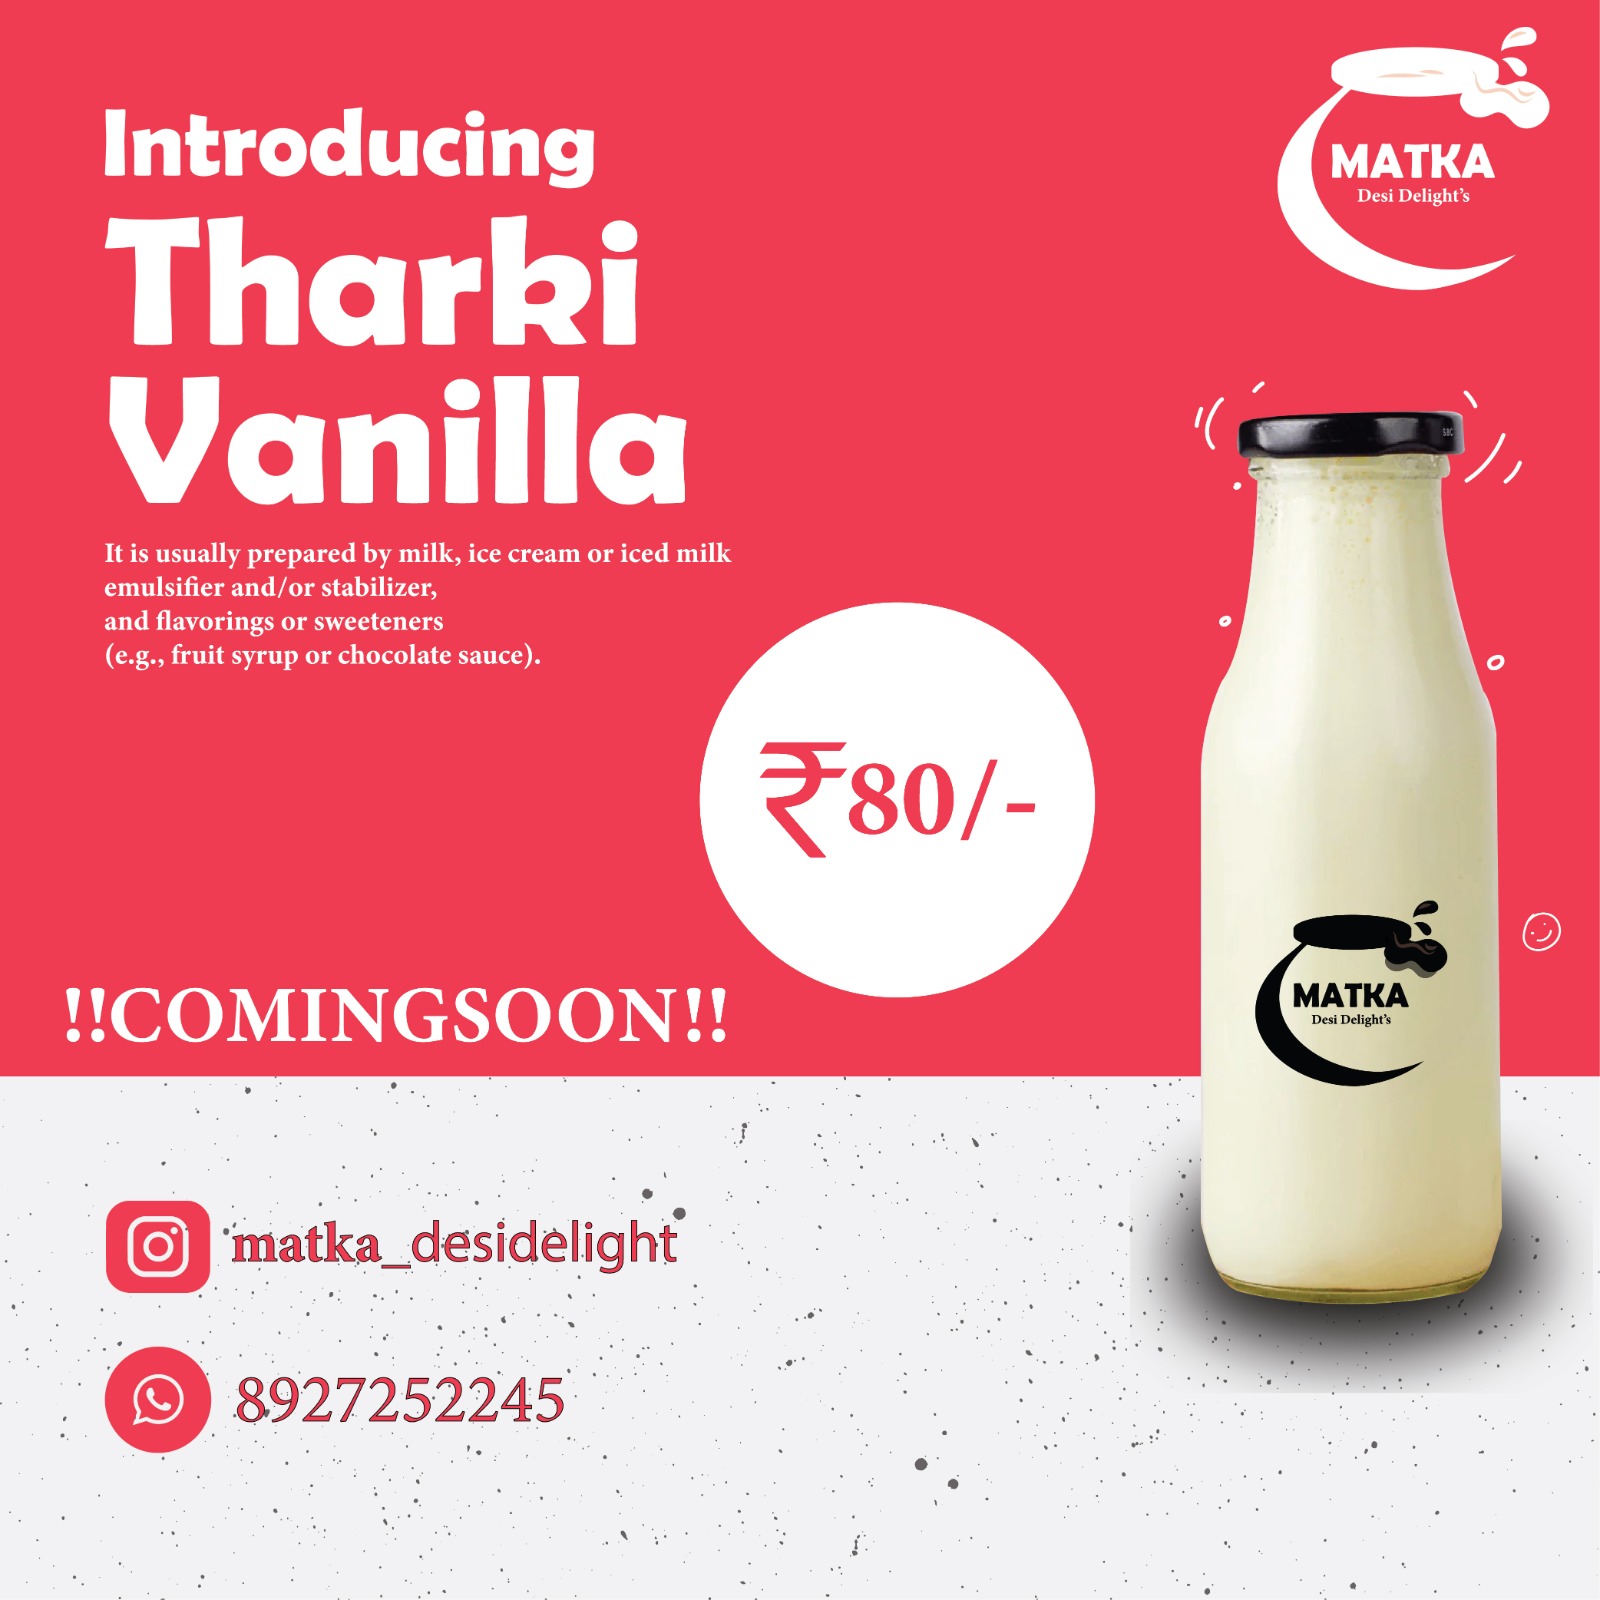 MATKA
Desi Delight’s
Introducing
Tharki
Vanilla
It is usually prepared by milk, ice cream or iced milk
emulsifier and/or stabilizer,
and flavorings or sweeteners
(e.g., fruit syrup or chocolate sauce).
₹80/-
MATKA
Desi Delight’s
!!COMINGSOON!!
matka_desidelight
8927252245